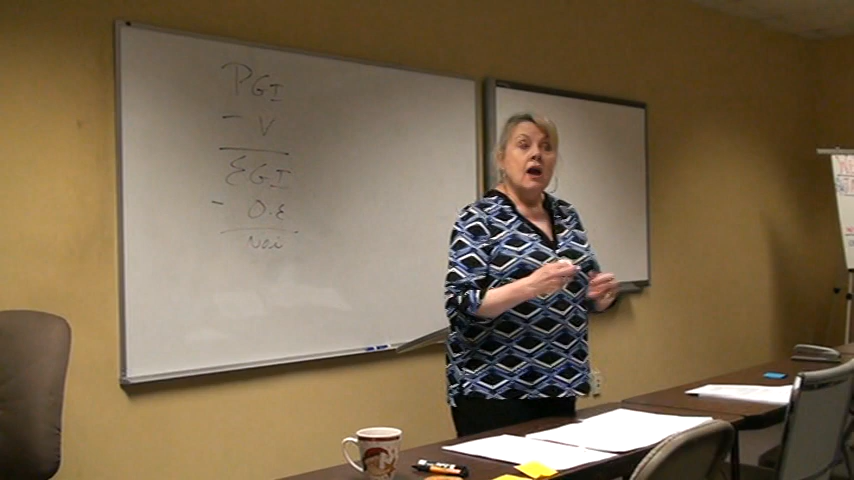 PGI
- V
EGI
- O.E
NOI